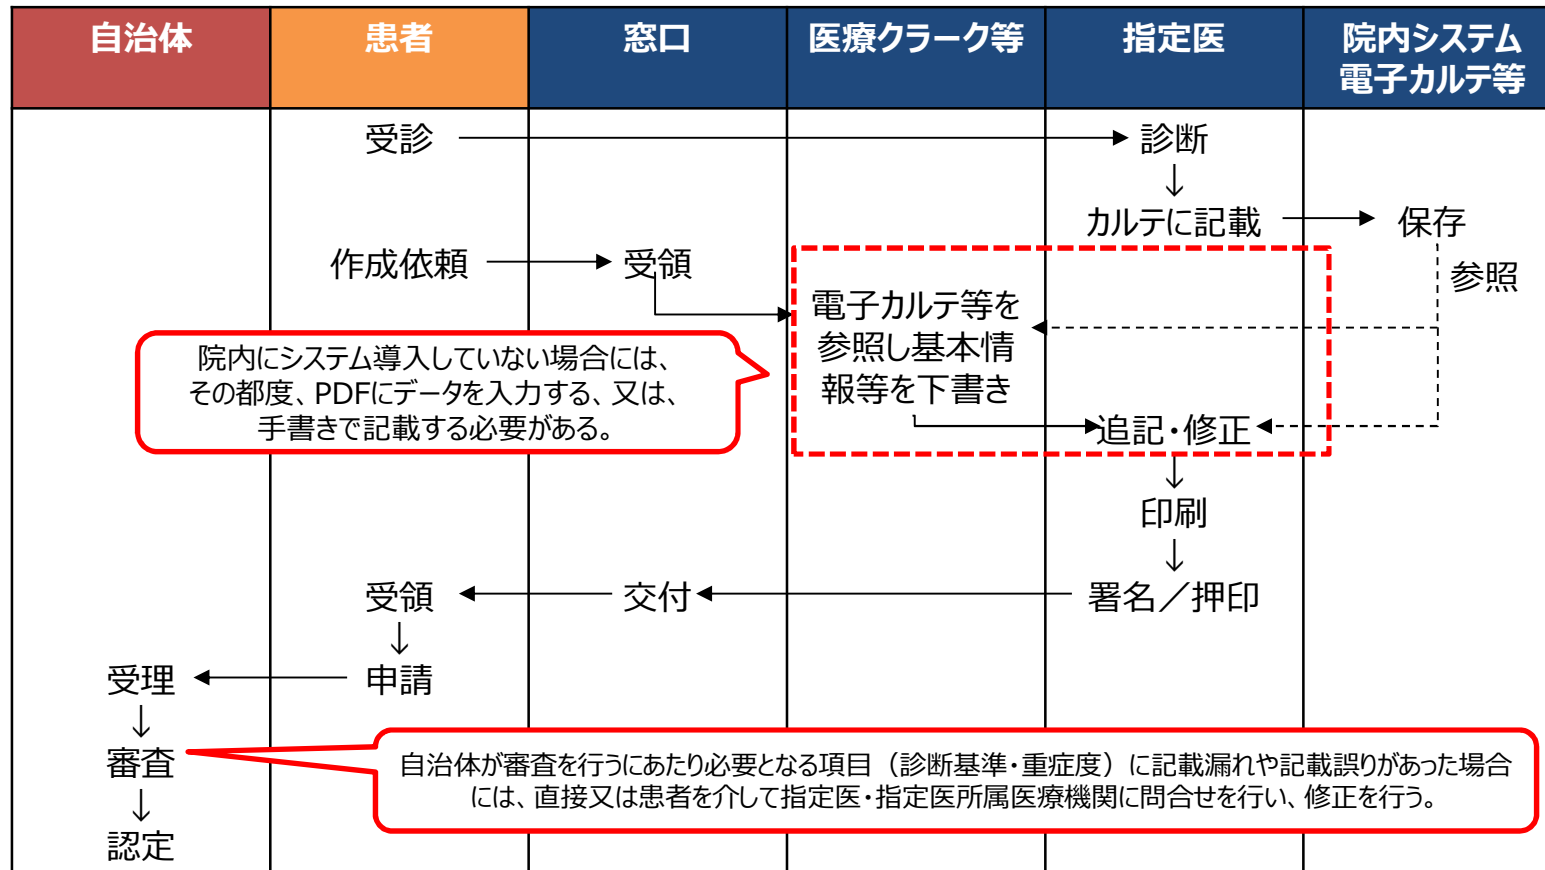 自治体
患者
窓口
医療クラーク等
指定医
院内システム
電子カルテ等
受診
診断
↓
カルテに記載
保存
作成依頼
受領
参照
電子カルテ等を
参照し基本情
報等を下書き
院内にシステム導入していない場合には、
その都度、PDFにデータを入力する、又は、
手書きで記載する必要がある。
追記・修正
↓
印刷
↓
署名／押印
交付
受領
↓
申請
受理
↓
審査
自治体が審査を行うにあたり必要となる項目（診断基準・重症度）に記載漏れや記載誤りがあった場合
には、直接又は患者を介して指定医・指定医所属医療機関に問合せを行い、修正を行う。
↓
認定